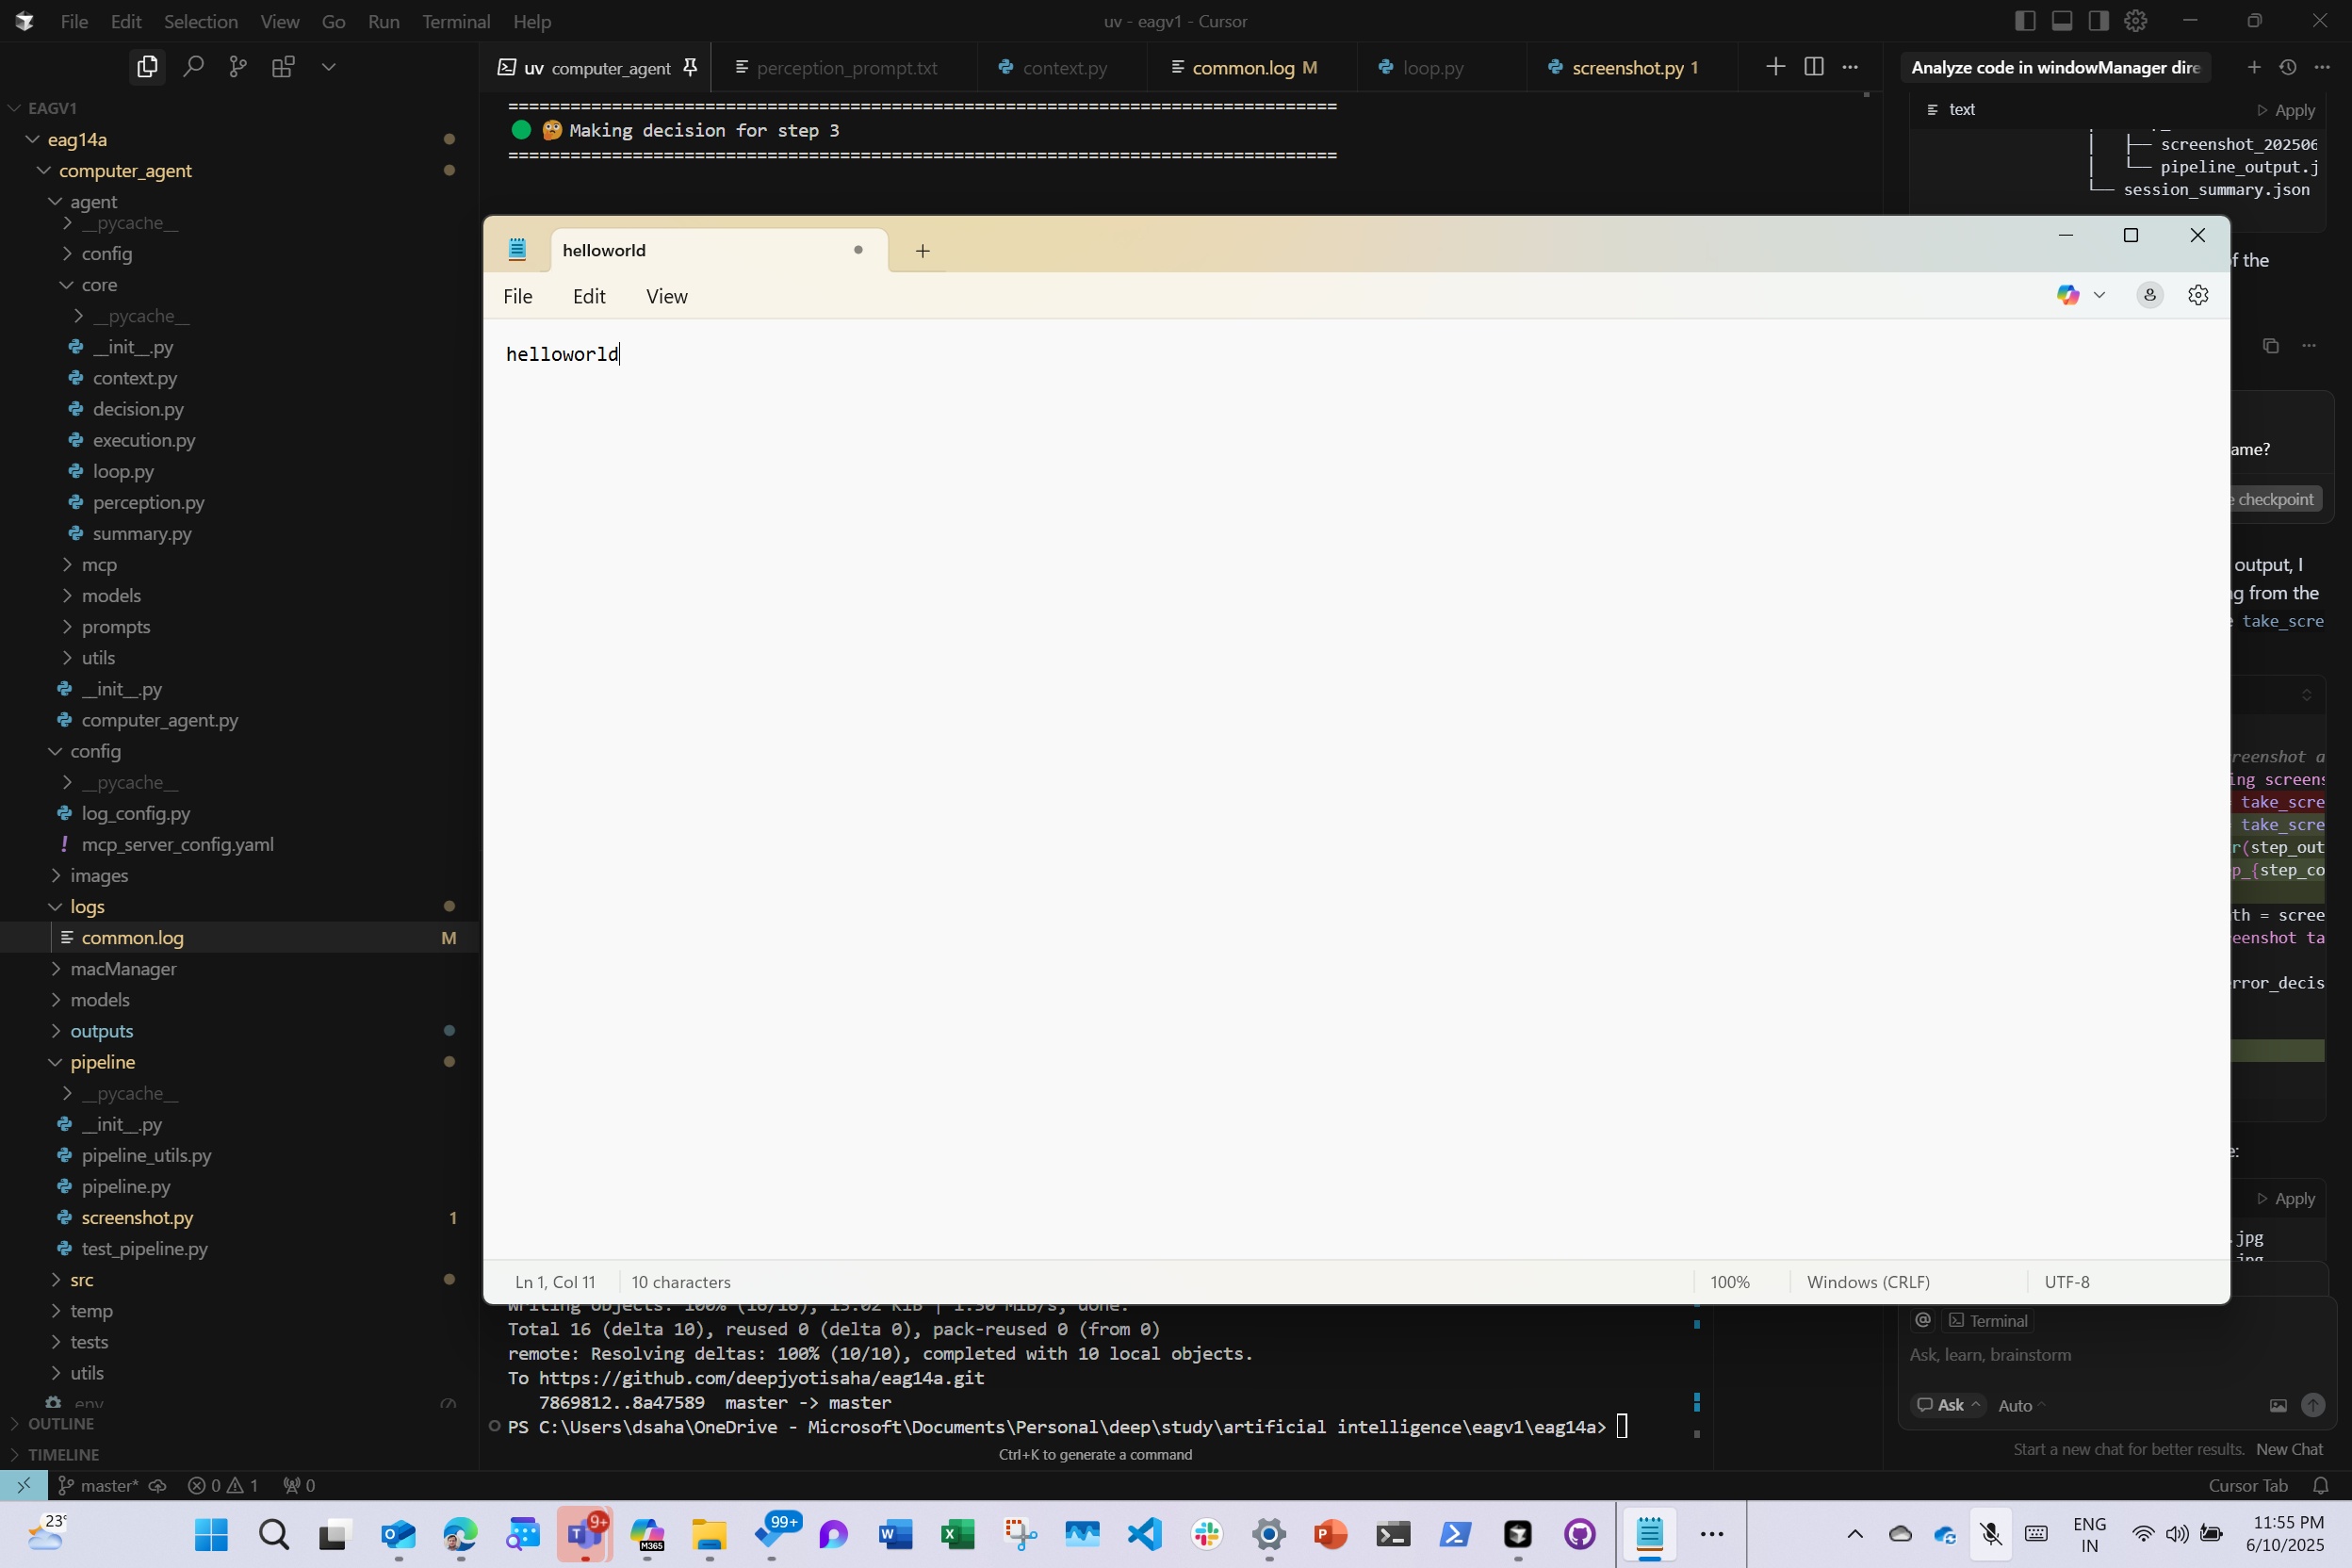 File Edit Selection View Go Run Terminal Help
uv - eagv1 - Cursor
uv computer_agent
perception_prompt.txt
context.py
common.log M
loop.py
screenshot.py 1
Analyze code in windowManager dire
EAGV1
eag14a
computer_agent
agent
__pycache__
config
core
__pycache__
__init__.py
context.py
decision.py
execution.py
loop.py
perception.py
summary.py
mcp
models
prompts
utils
__init__.py
computer_agent.py
config
__pycache__
log_config.py
! mcp_server_config.yaml
images
logs
common.log M
macManager
models
outputs
pipeline
__pycache__
__init__.py
pipeline_utils.py
pipeline.py
screenshot.py 1
test_pipeline.py
src
temp
tests
utils
.env
OUTLINE
TIMELINE
Making decision for step 3
helloworld
File Edit View
helloworld
Ln 1, Col 11
10 characters
100%
Windows (CRLF)
UTF-8
Total 16 (delta 10), reused 0 (delta 0), pack-reused 0 (from 0)
remote: Resolving deltas: 100% (10/10), completed with 10 local objects.
To https://github.com/deepjyotisaha/eag14a.git
7869812..8a47589 master -> master
PS C:\Users\dsaha\OneDrive - Microsoft\Documents\Personal\deep\study\artificial intelligence\eagv1\eag14a>
Ctrl+K to generate a command
text
Apply
screenshot_202506
pipeline_output.j
session_summary.json
of the
ame?
checkpoint
output, I
from the
take_scre
reenshot a
ing screens
take_scre
take_scre
r(step_out
p_{step_co
th = scree
eenshot ta
rror_decis
e:
Apply
.jpg
@ Terminal
Ask, learn, brainstorm
Ask
Auto
Start a new chat for better results. New Chat
master*
0
1
0
Cursor Tab
23°
9+
M365
99+
ENG
IN
11:55 PM
6/10/2025